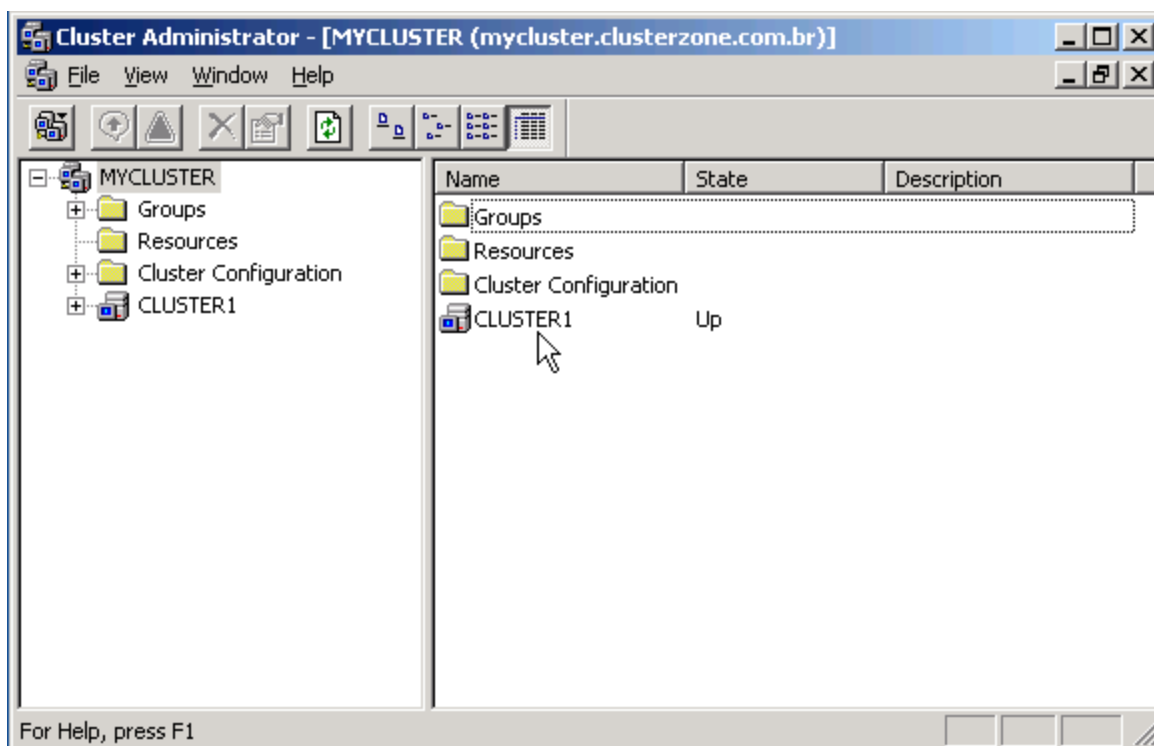 Cluster Administrator - [MYCLUSTER (mycluster.clusterzone.com.br)]
File View Window Help
MYCLUSTER
Groups
Resources
Cluster Configuration
CLUSTER1
Name State Description
Groups
Resources
Cluster Configuration
CLUSTER1 Up
For Help, press F1